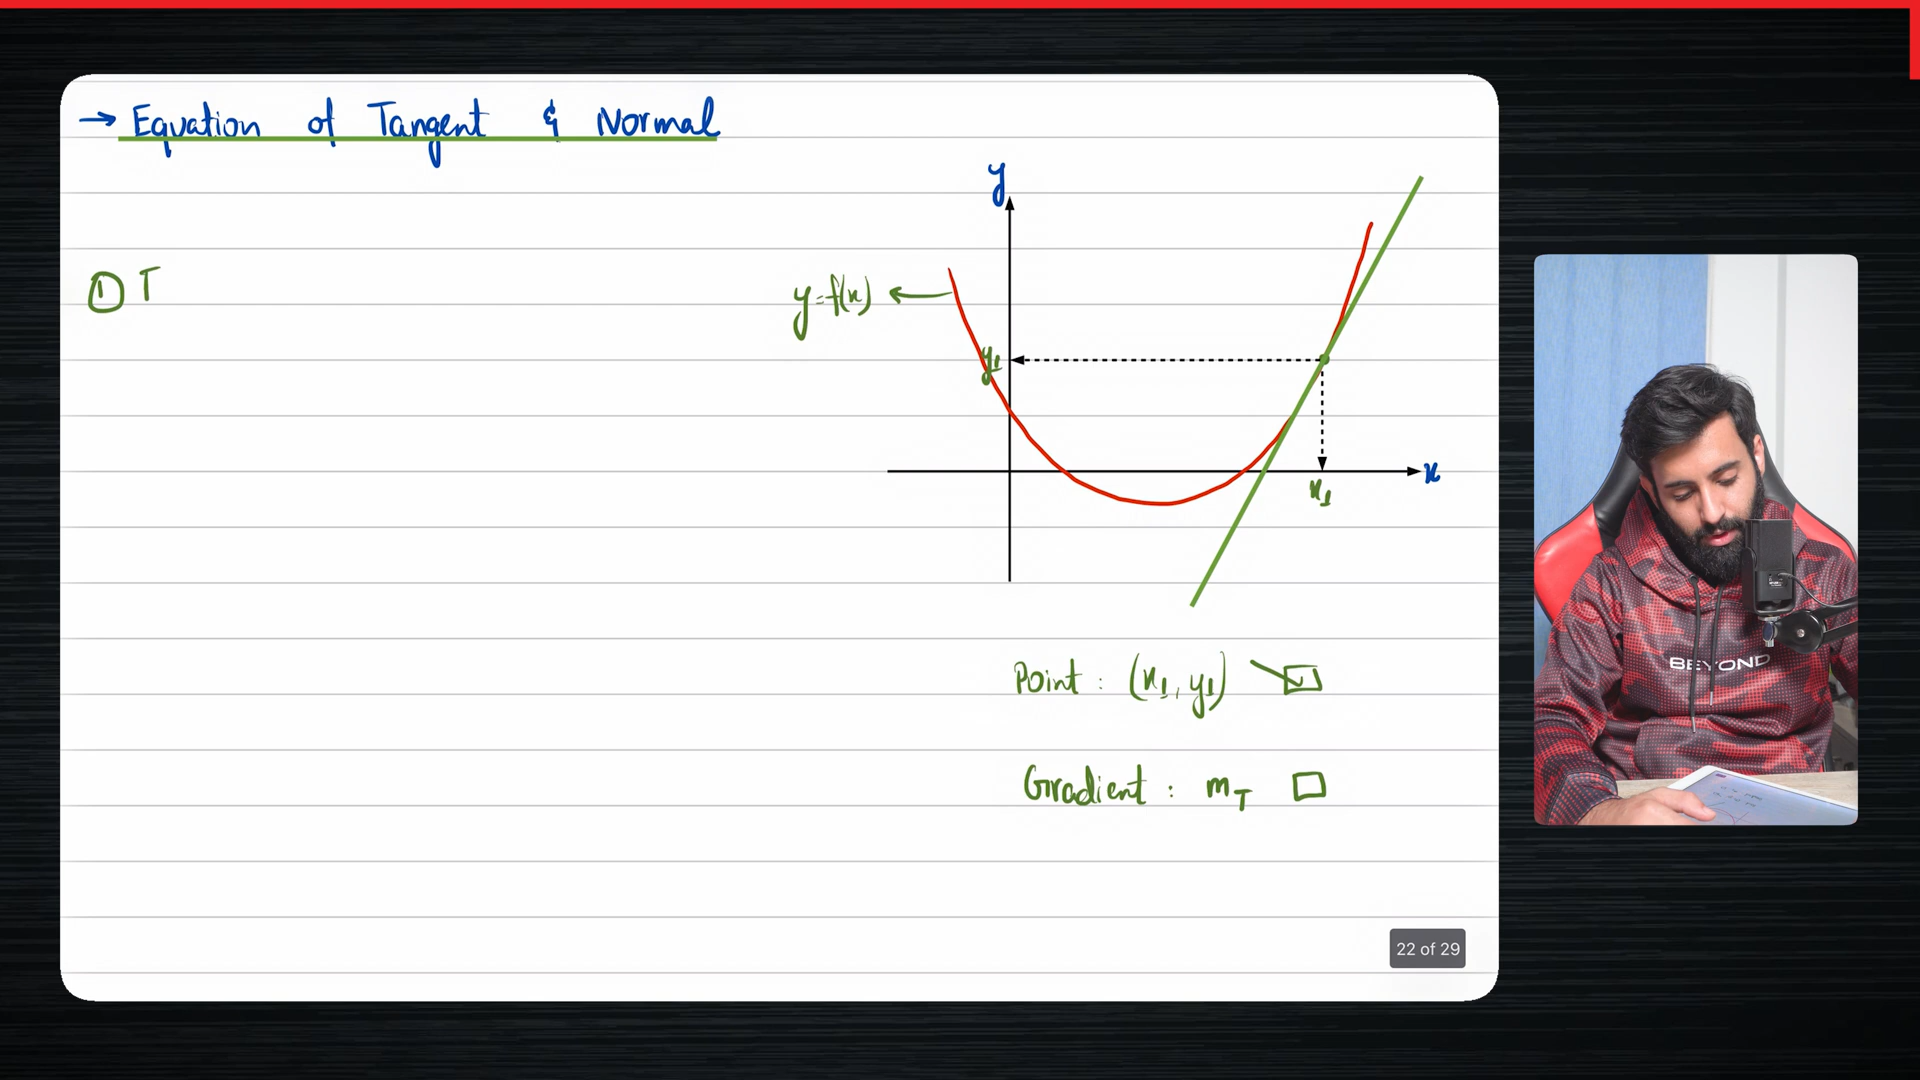 → Equation of Tangent & Normal
y
① T
y=f(x)
y₁
x
x₁
Point : (x₁, y₁)
BEYOND
Gradient : m_T
22 of 29